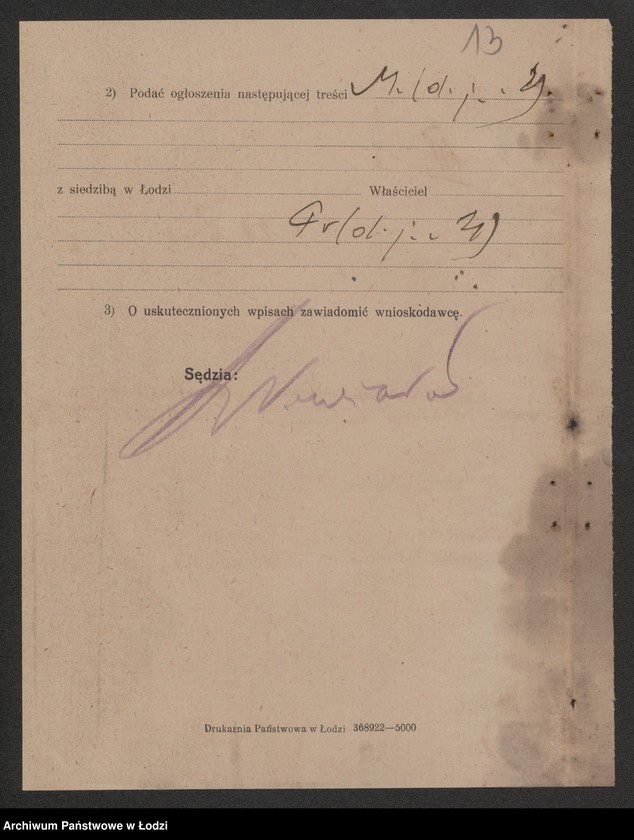 13
2) Podać ogłoszenia następującej treści
z siedzibą w Łodzi Właściciel
3) O uskutecznionych wpisach zawiadomić wnioskodawcę.
Sędzia:
Drukarnia Państwowa w Łodzi 368922—5000
Archiwum Państwowe w Łodzi